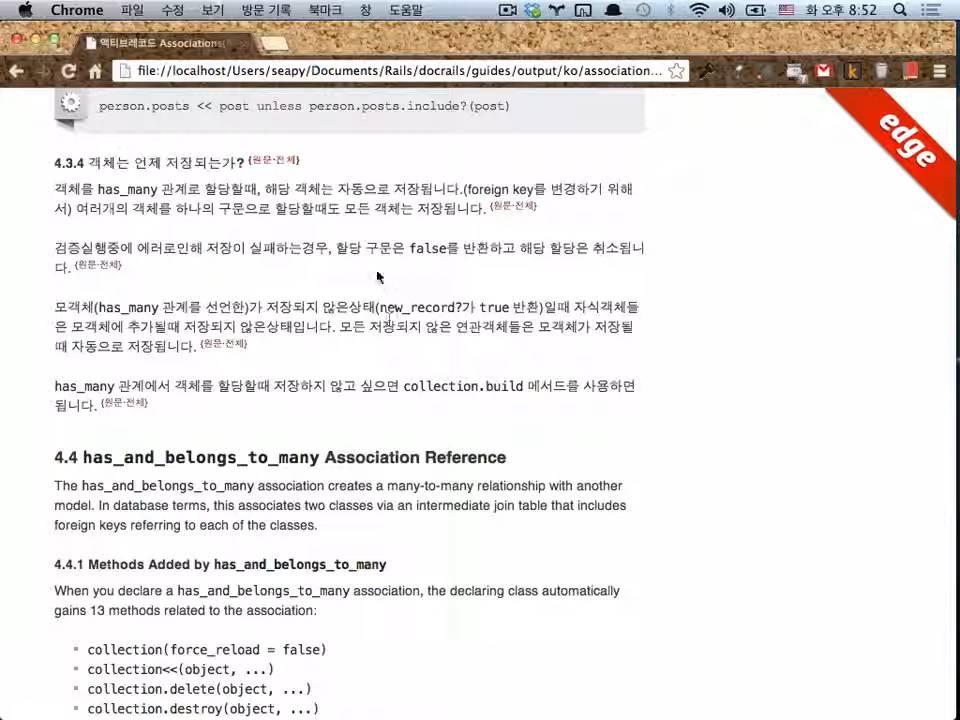 Chrome 파일 수정 보기 방문 기록 북마크 창 도움말 화 오후 8:52
액티브레코드 Associations
file://localhost/Users/seapy/Documents/Rails/docrails/guides/output/ko/association...
person.posts << post unless person.posts.include?(post)
edge
4.3.4 객체는 언제 저장되는가? {원문·전체}
객체를 has_many 관계로 할당할때, 해당 객체는 자동으로 저장됩니다.(foreign key를 변경하기 위해
서) 여러개의 객체를 하나의 구문으로 할당할때도 모든 객체는 저장됩니다. {원문·전체}
검증실행중에 에러로인해 저장이 실패하는경우, 할당 구문은 false를 반환하고 해당 할당은 취소됩니
다. {원문·전체}
모객체(has_many 관계를 선언한)가 저장되지 않은상태(new_record?가 true 반환)일때 자식객체들
은 모객체에 추가될때 저장되지 않은상태입니다. 모든 저장되지 않은 연관객체들은 모객체가 저장될
때 자동으로 저장됩니다. {원문·전체}
has_many 관계에서 객체를 할당할때 저장하지 않고 싶으면 collection.build 메서드를 사용하면
됩니다. {원문·전체}
4.4 has_and_belongs_to_many Association Reference
The has_and_belongs_to_many association creates a many-to-many relationship with another
model. In database terms, this associates two classes via an intermediate join table that includes
foreign keys referring to each of the classes.
4.4.1 Methods Added by has_and_belongs_to_many
When you declare a has_and_belongs_to_many association, the declaring class automatically
gains 13 methods related to the association:
collection(force_reload = false)
collection<<(object, ...)
collection.delete(object, ...)
collection.destroy(object, ...)